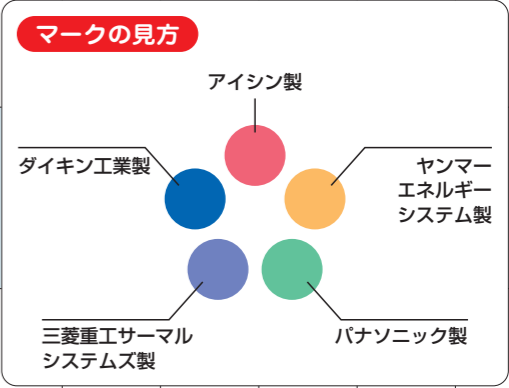 マークの見方
アイシン製
ダイキン工業製
ヤンマー
エネルギー
システム製
三菱重工サーマル
システムズ製
パナソニック製